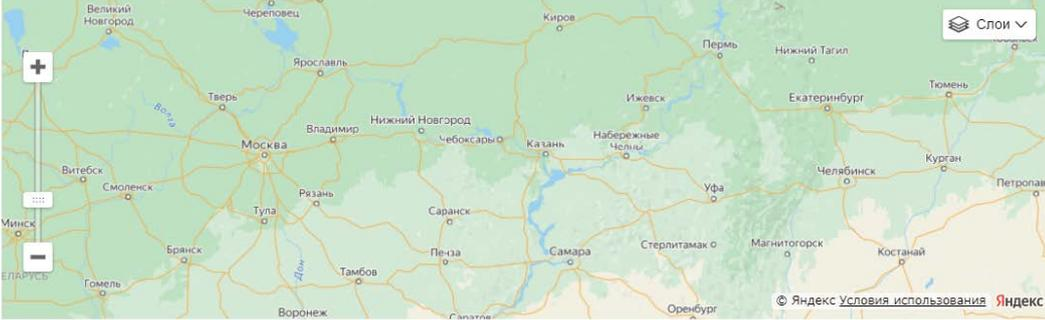 Великий
Новгород
Череповец
Киров
Слои
Пермь
Нижний Тагил
Ярославль
Тюмень
Тверь
Ижевск
Екатеринбург
Волга
Нижний Новгород
Владимир
Набережные
Челны
Чебоксары
Казань
Москва
Курган
Витебск
Челябинск
Смоленск
Рязань
Уфа
Петропав
Тула
Саранск
Минск
Стерлитамак
Магнитогорск
Брянск
Пенза
Самара
Костанай
ЕЛАРУСЬ
Дон
Тамбов
Гомель
Воронеж
Саратов
Оренбург
© Яндекс Условия использования Яндекс